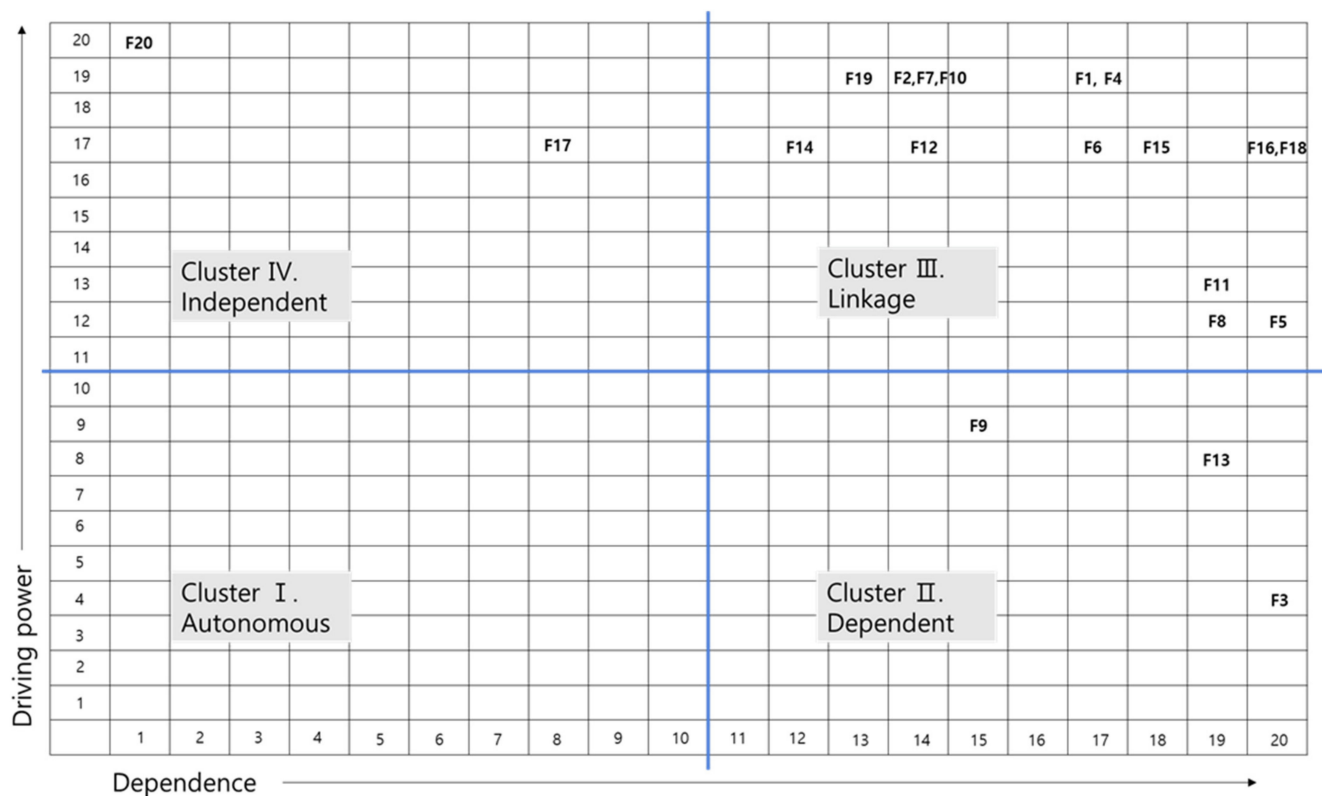 20 F20
19 F19 F2,F7,F10 F1, F4
18
17 F17 F14 F12 F6 F15 F16,F18
16
15
14
Cluster IV.
Independent
Cluster Ⅲ.
Linkage
13 F11
12 F8 F5
11
10
9 F9
8 F13
7
6
5
Cluster Ⅰ.
Autonomous
Cluster Ⅱ.
Dependent
4 F3
3
2
1
1 2 3 4 5 6 7 8 9 10 11 12 13 14 15 16 17 18 19 20
Driving power
Dependence